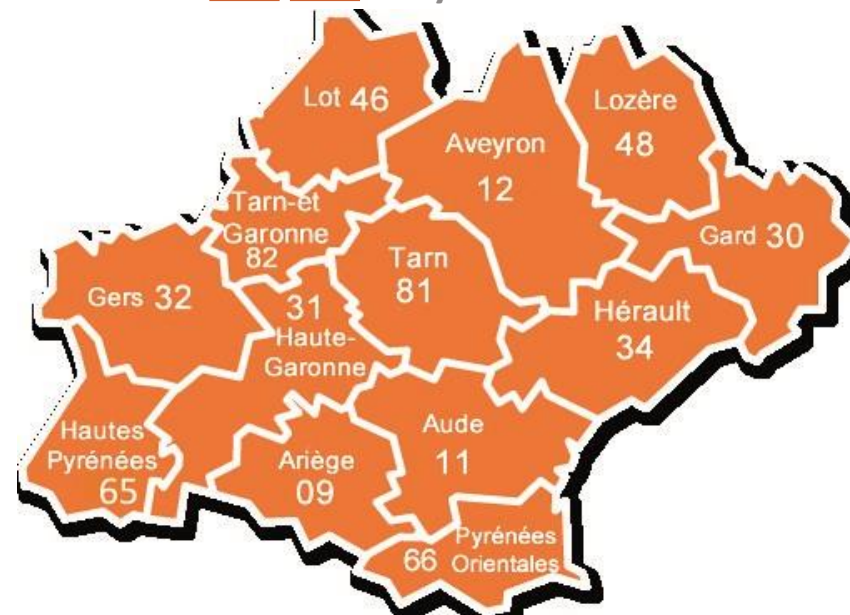 Lot 46
Lozère
48
Aveyron
12
Tarn-et
Garonne
82
Gard 30
Tarn
81
Gers 32
31
Haute-
Garonne
Hérault
34
Hautes
Pyrénées
65
Ariège
09
Aude
11
66 Pyrénées
Orientales